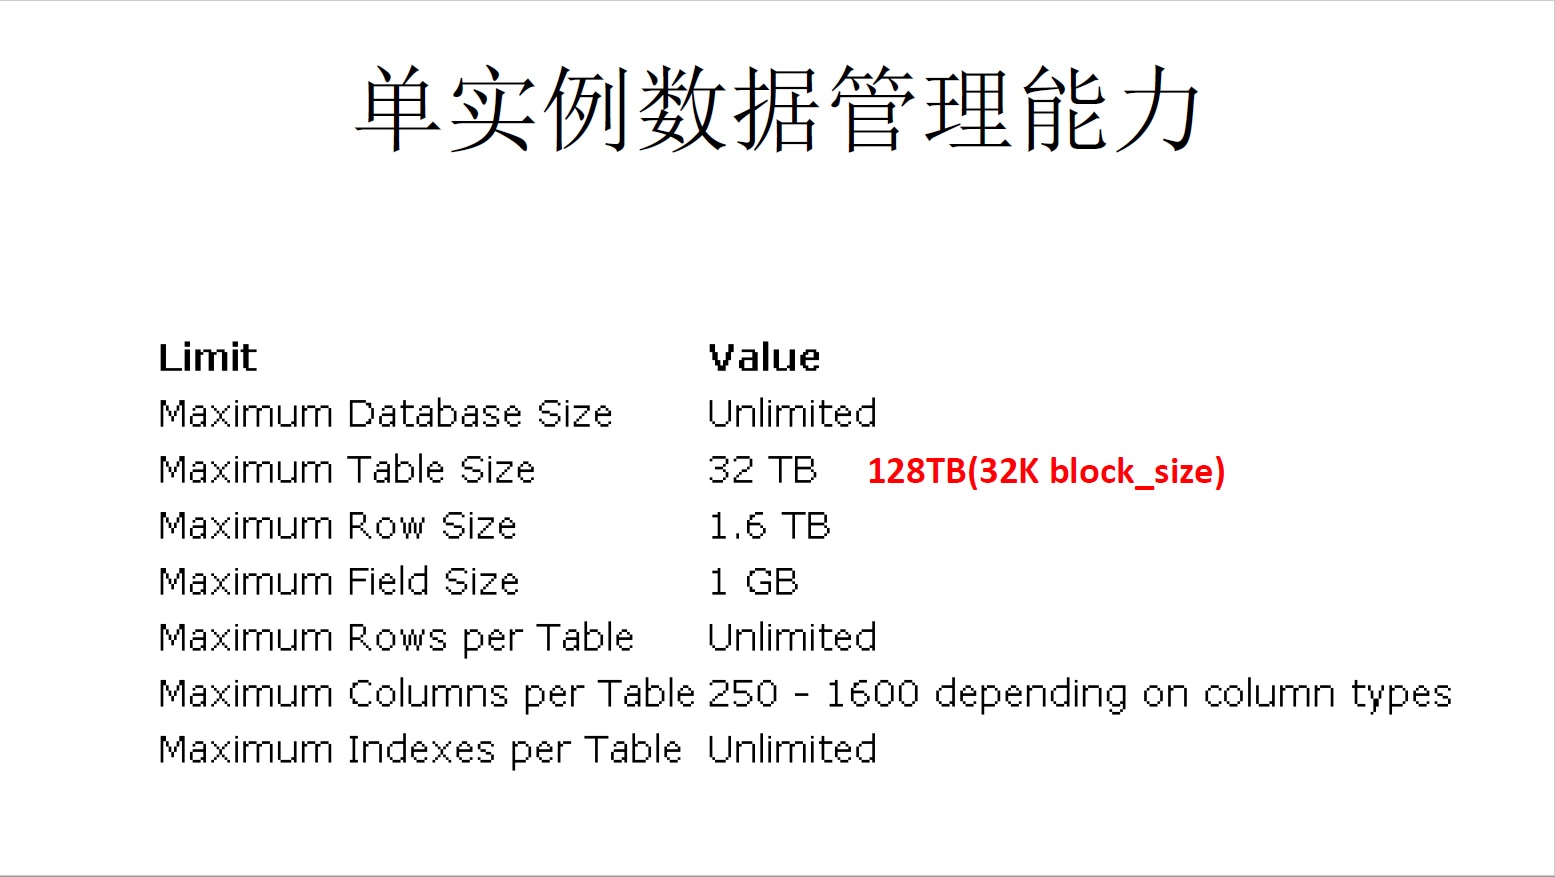 单实例数据管理能力
Limit Value
Maximum Database Size Unlimited
Maximum Table Size 32 TB 128TB(32K block_size)
Maximum Row Size 1.6 TB
Maximum Field Size 1 GB
Maximum Rows per Table Unlimited
Maximum Columns per Table 250 - 1600 depending on column types
Maximum Indexes per Table Unlimited